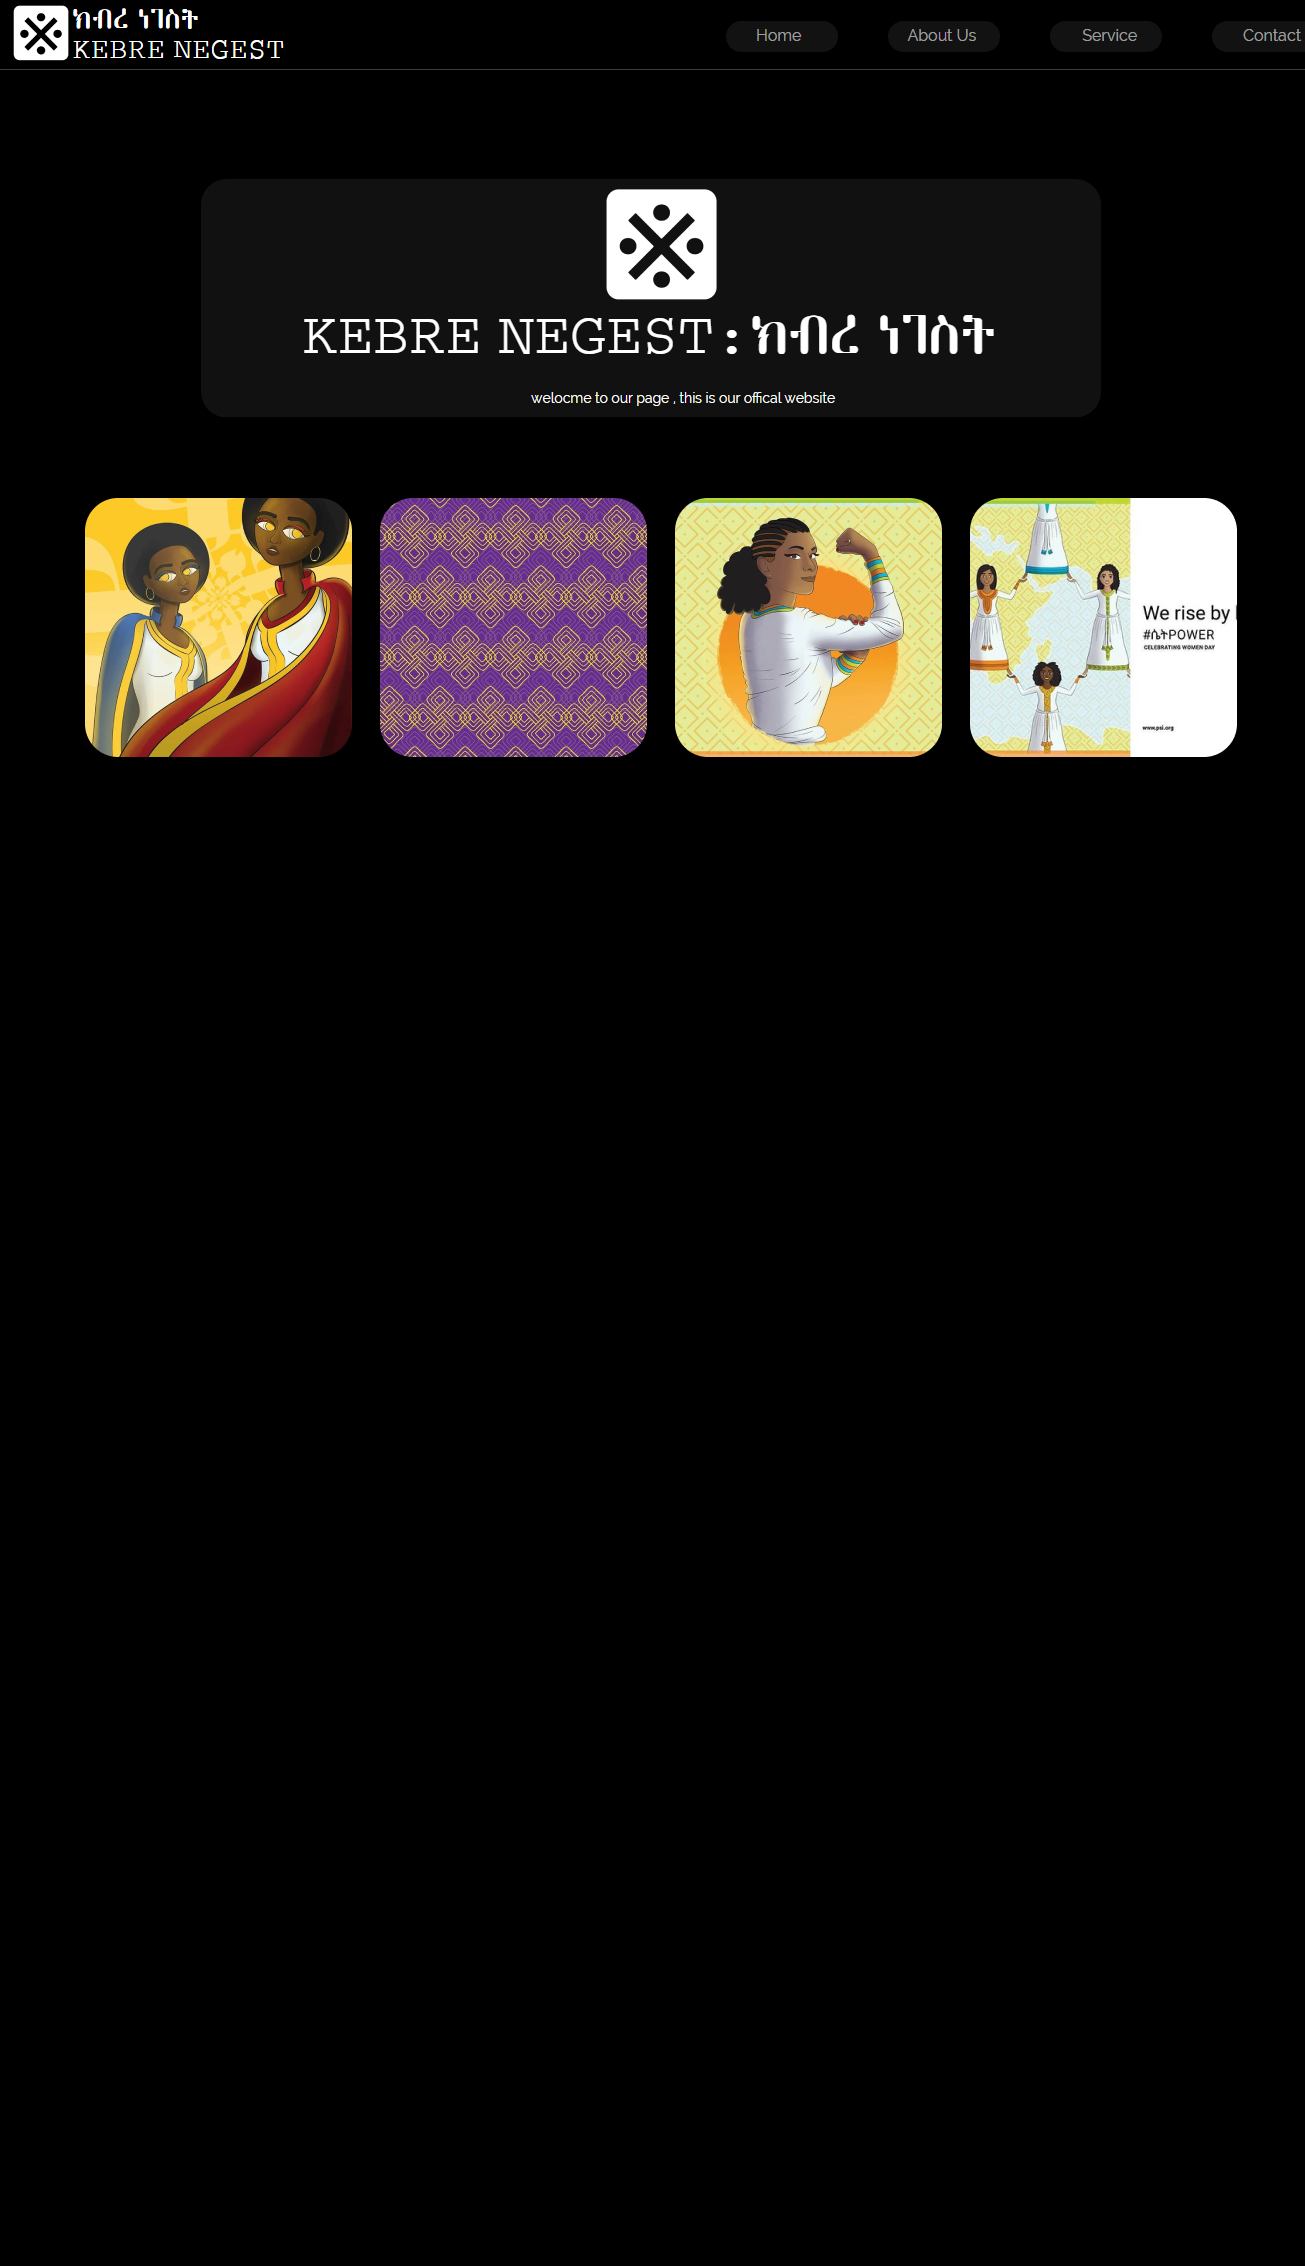 ክብረ ነገስት
KEBRE NEGEST
Home
About Us
Service
Contact
KEBRE NEGEST : ክብረ ነገስት
welocme to our page , this is our offical website
We rise by
#ሴትPOWER
CELEBRATING WOMEN DAY
www.psi.org